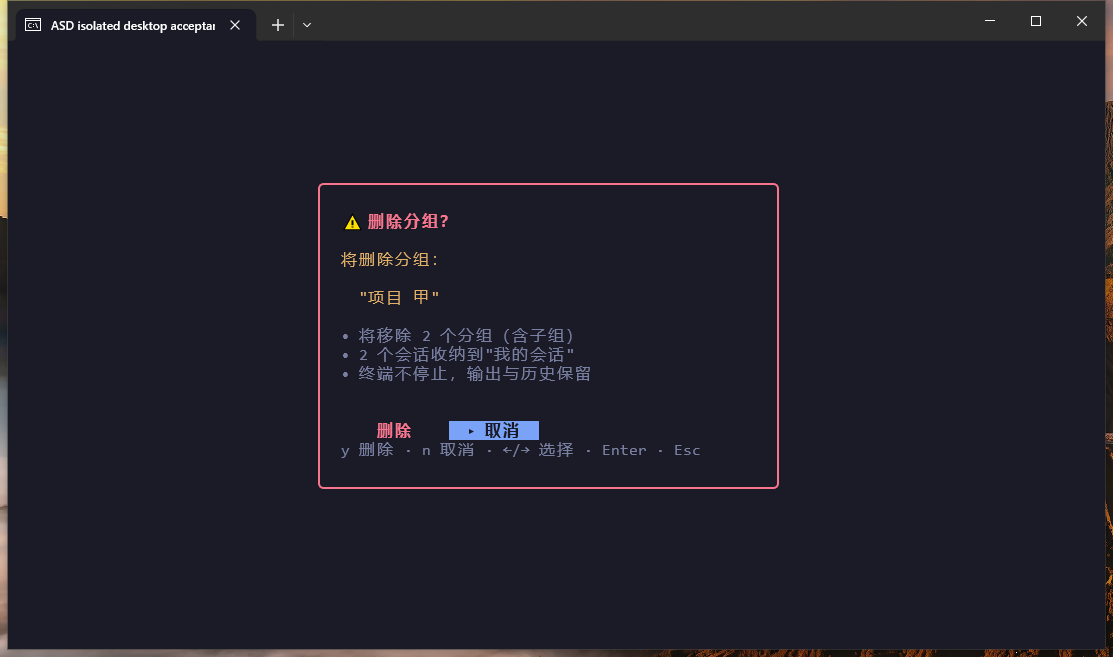 ASD isolated desktop acceptar
⚠ 删除分组?
将删除分组:
"项目 甲"
• 将移除 2 个分组 (含子组)
• 2 个会话收纳到"我的会话"
• 终端不停止, 输出与历史保留
删除 ▸ 取消
y 删除 · n 取消 · ←/→ 选择 · Enter · Esc